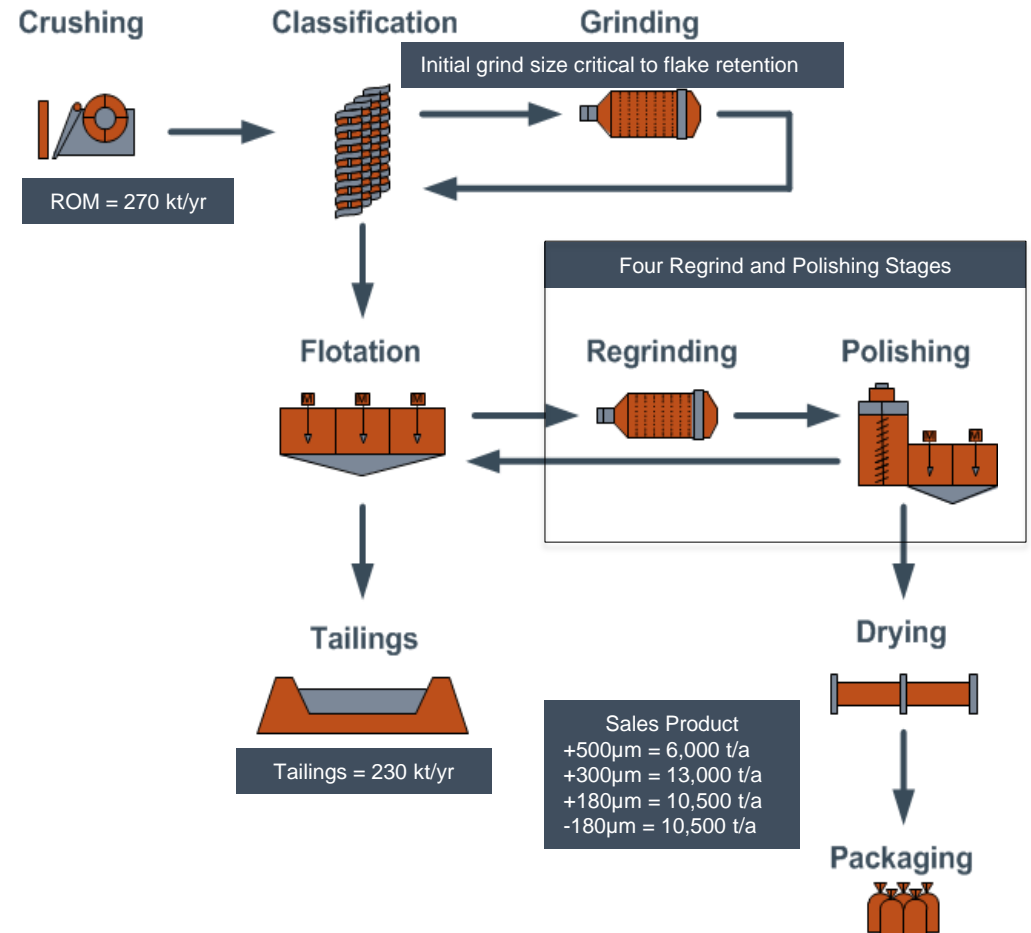 Crushing
Classification
Grinding
Initial grind size critical to flake retention
ROM = 270 kt/yr
Four Regrind and Polishing Stages
Flotation
Regrinding
Polishing
M
M
M
M
M
Tailings
Drying
Tailings = 230 kt/yr
Sales Product
+500µm = 6,000 t/a
+300µm = 13,000 t/a
+180µm = 10,500 t/a
-180µm = 10,500 t/a
Packaging